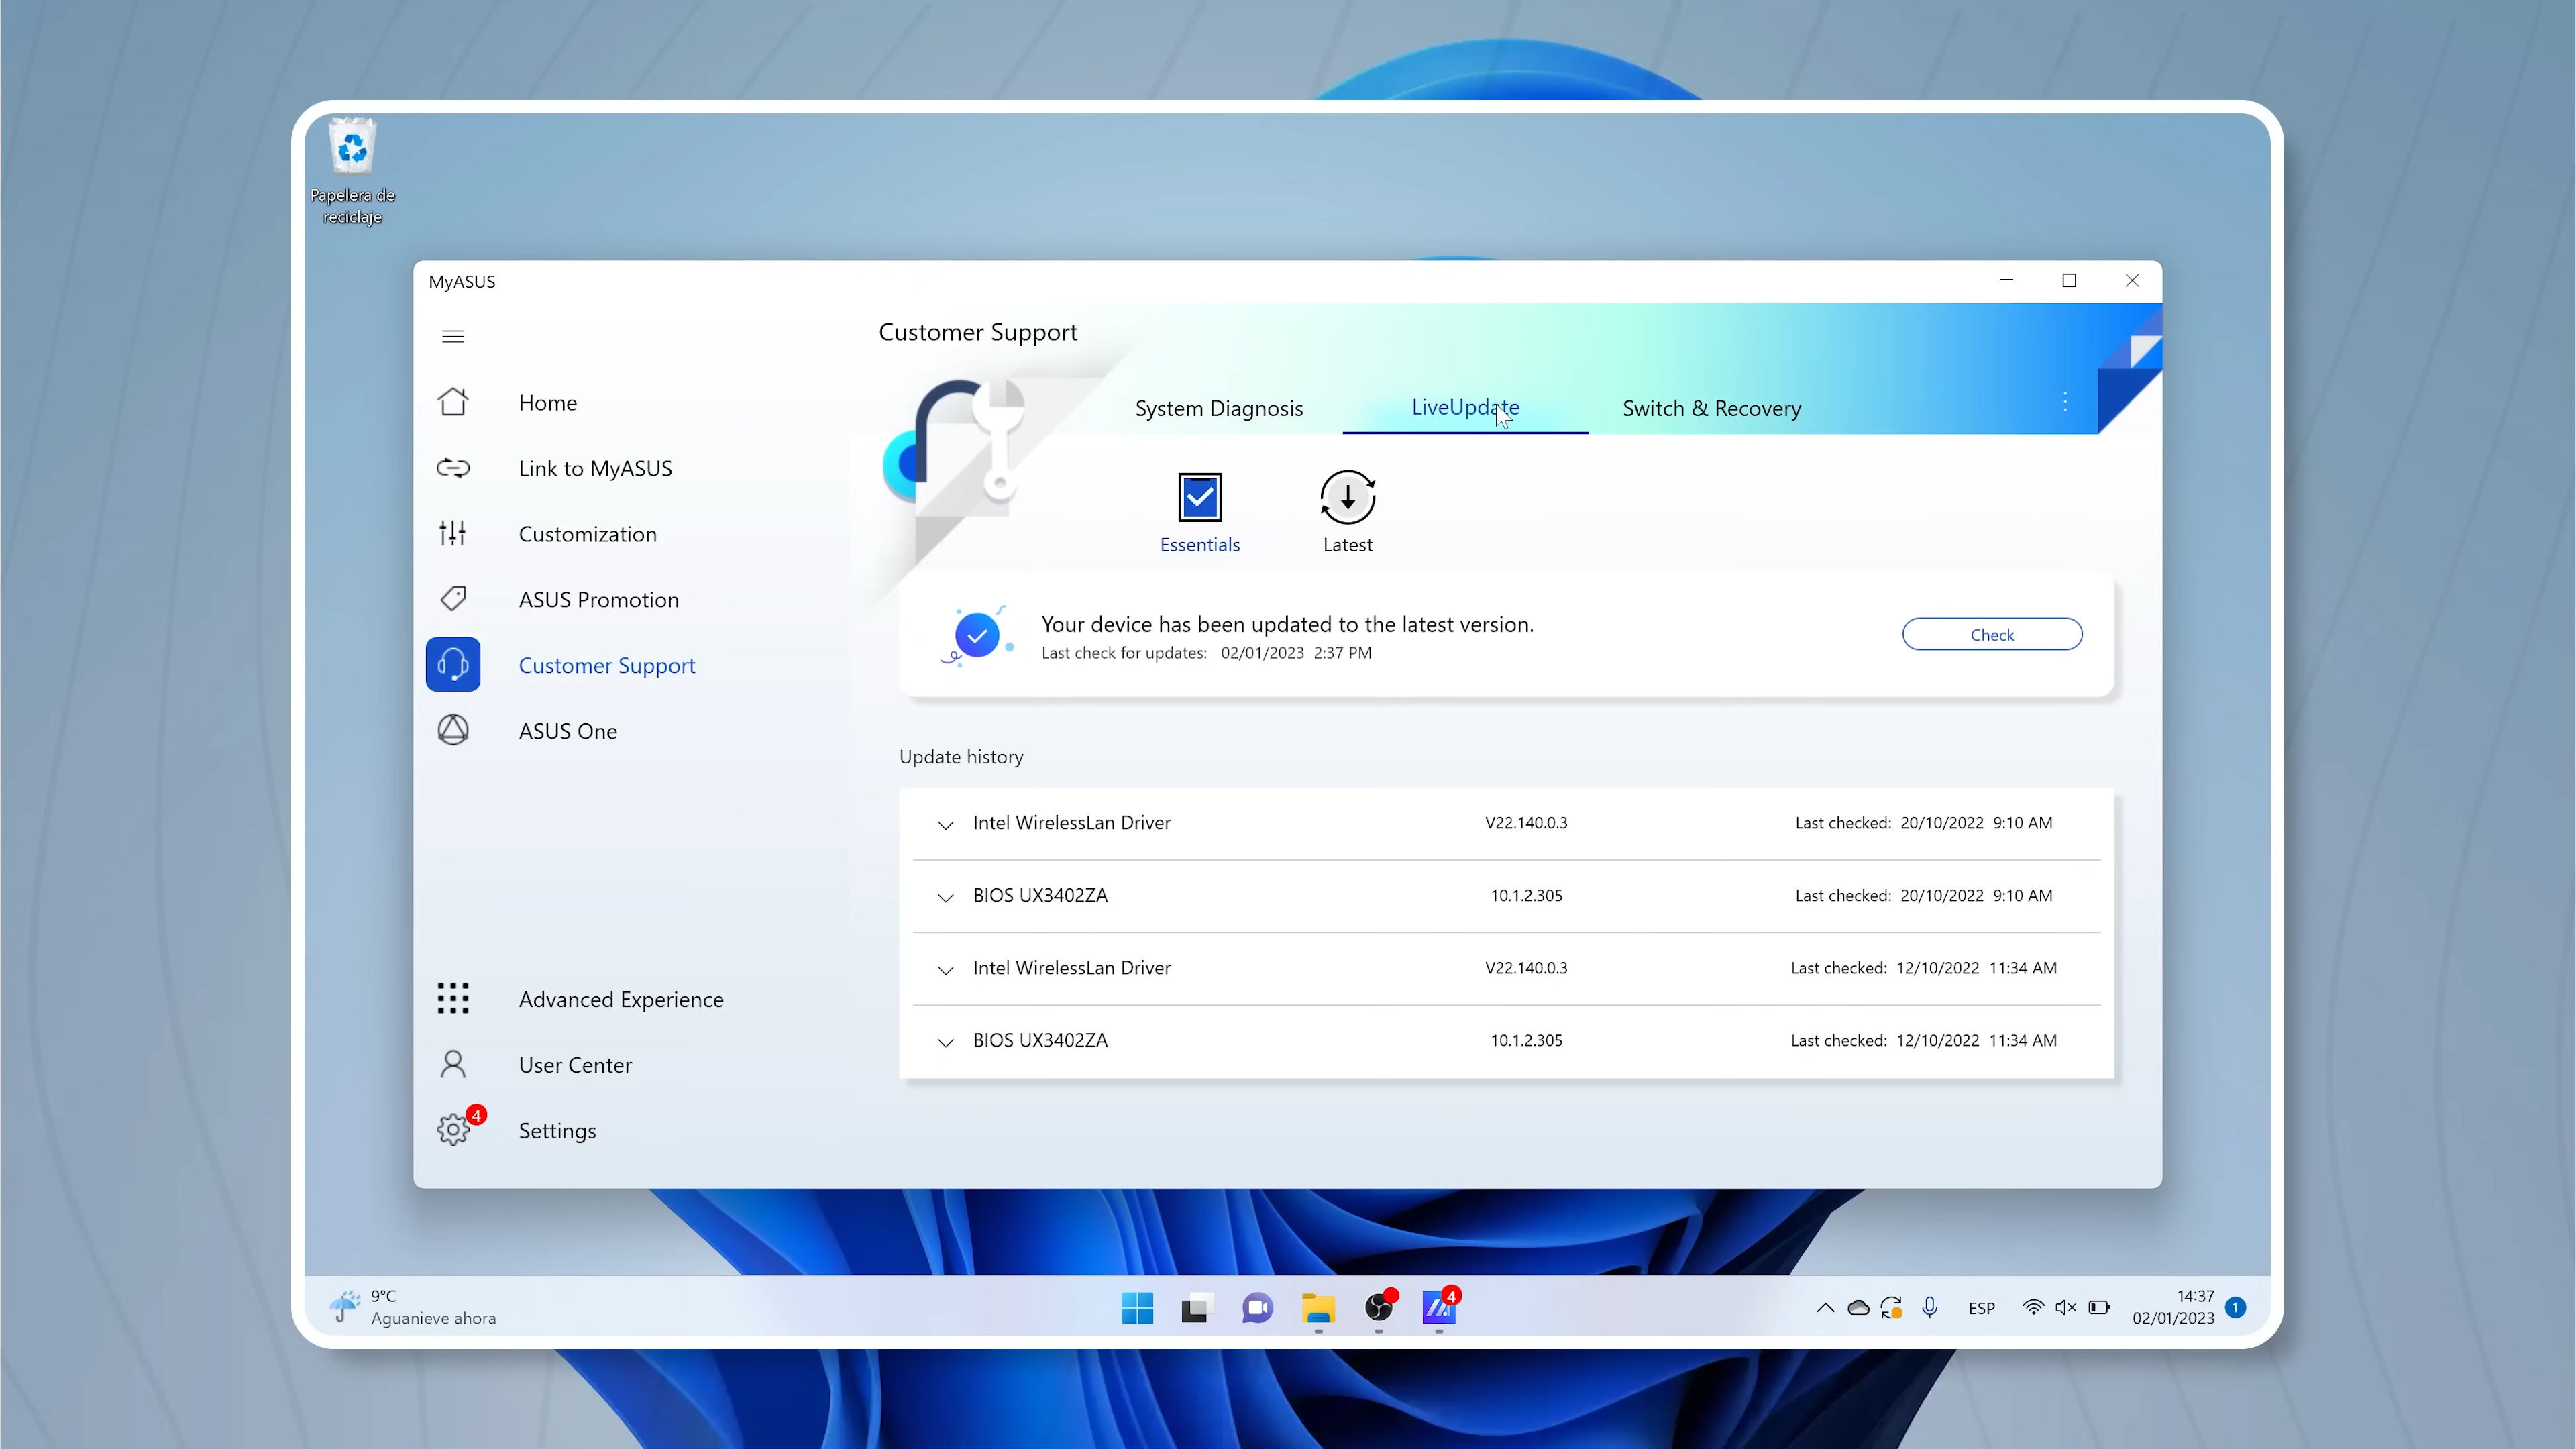 Papelera de
reciclaje
MyASUS
Customer Support
Home
Link to MyASUS
Customization
ASUS Promotion
Customer Support
ASUS One
Advanced Experience
User Center
4
Settings
System Diagnosis
LiveUpdate
Switch & Recovery
Essentials
Latest
Your device has been updated to the latest version.
Last check for updates: 02/01/2023 2:37 PM
Check
Update history
Intel WirelessLan Driver V22.140.0.3 Last checked: 20/10/2022 9:10 AM
BIOS UX3402ZA 10.1.2.305 Last checked: 20/10/2022 9:10 AM
Intel WirelessLan Driver V22.140.0.3 Last checked: 12/10/2022 11:34 AM
BIOS UX3402ZA 10.1.2.305 Last checked: 12/10/2022 11:34 AM
9°C
Aguanieve ahora
4
ESP
14:37
02/01/2023
1